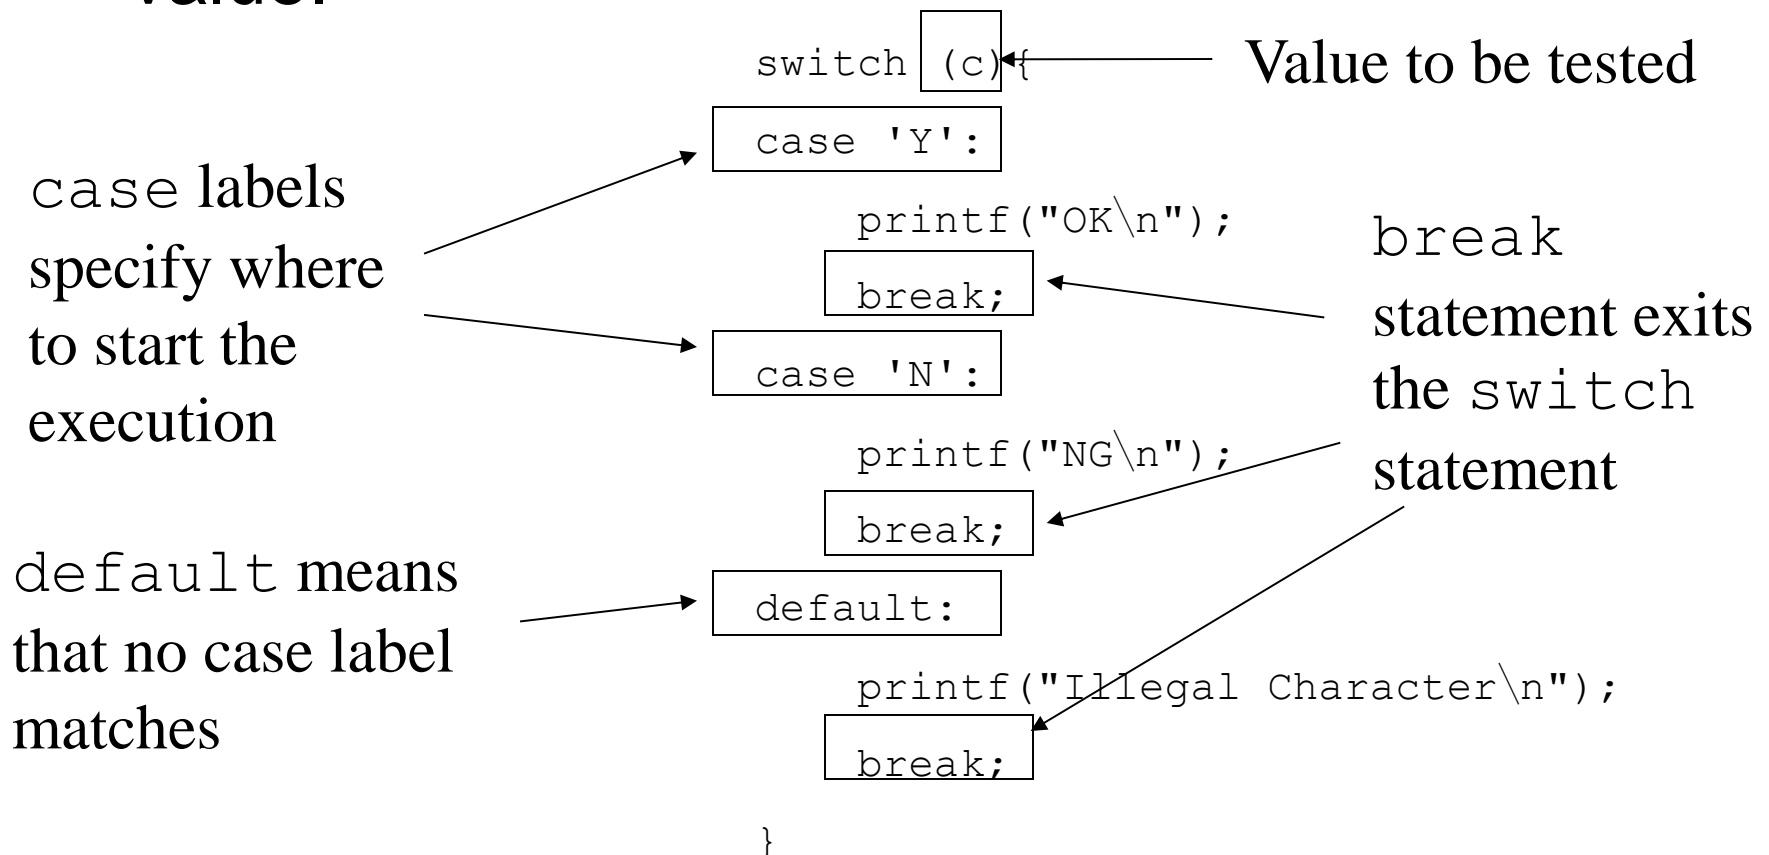 value.
switch (c){
case 'Y':
printf("OK\n");
break;
case 'N':
printf("NG\n");
break;
default:
printf("Illegal Character\n");
break;
}
Value to be tested
case labels
specify where
to start the
execution
default means
that no case label
matches
break
statement exits
the switch
statement